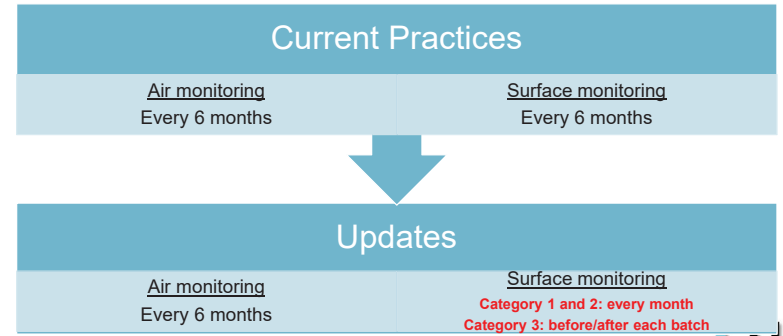 Current Practices
Air monitoring
Every 6 months
Surface monitoring
Every 6 months
Updates
Air monitoring
Every 6 months
Surface monitoring
Category 1 and 2: every month
Category 3: before/after each batch